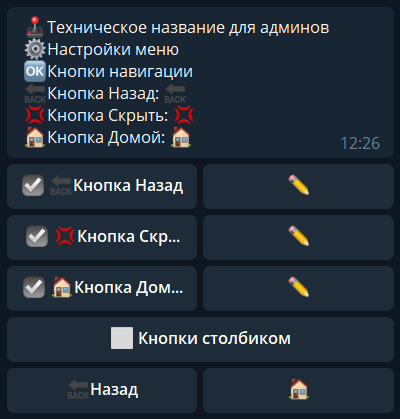 🕹Техническое название для админов
⚙️Настройки меню
🆗Кнопки навигации
🔙Кнопка Назад: 🔙
💢Кнопка Скрыть: 💢
🏠Кнопка Домой: 🏠
12:26
☑️ 🔙Кнопка Назад ✏️
☑️ 💢Кнопка Скр... ✏️
☑️ 🏠Кнопка Дом... ✏️
⬜ Кнопки столбиком
🔙Назад 🏠